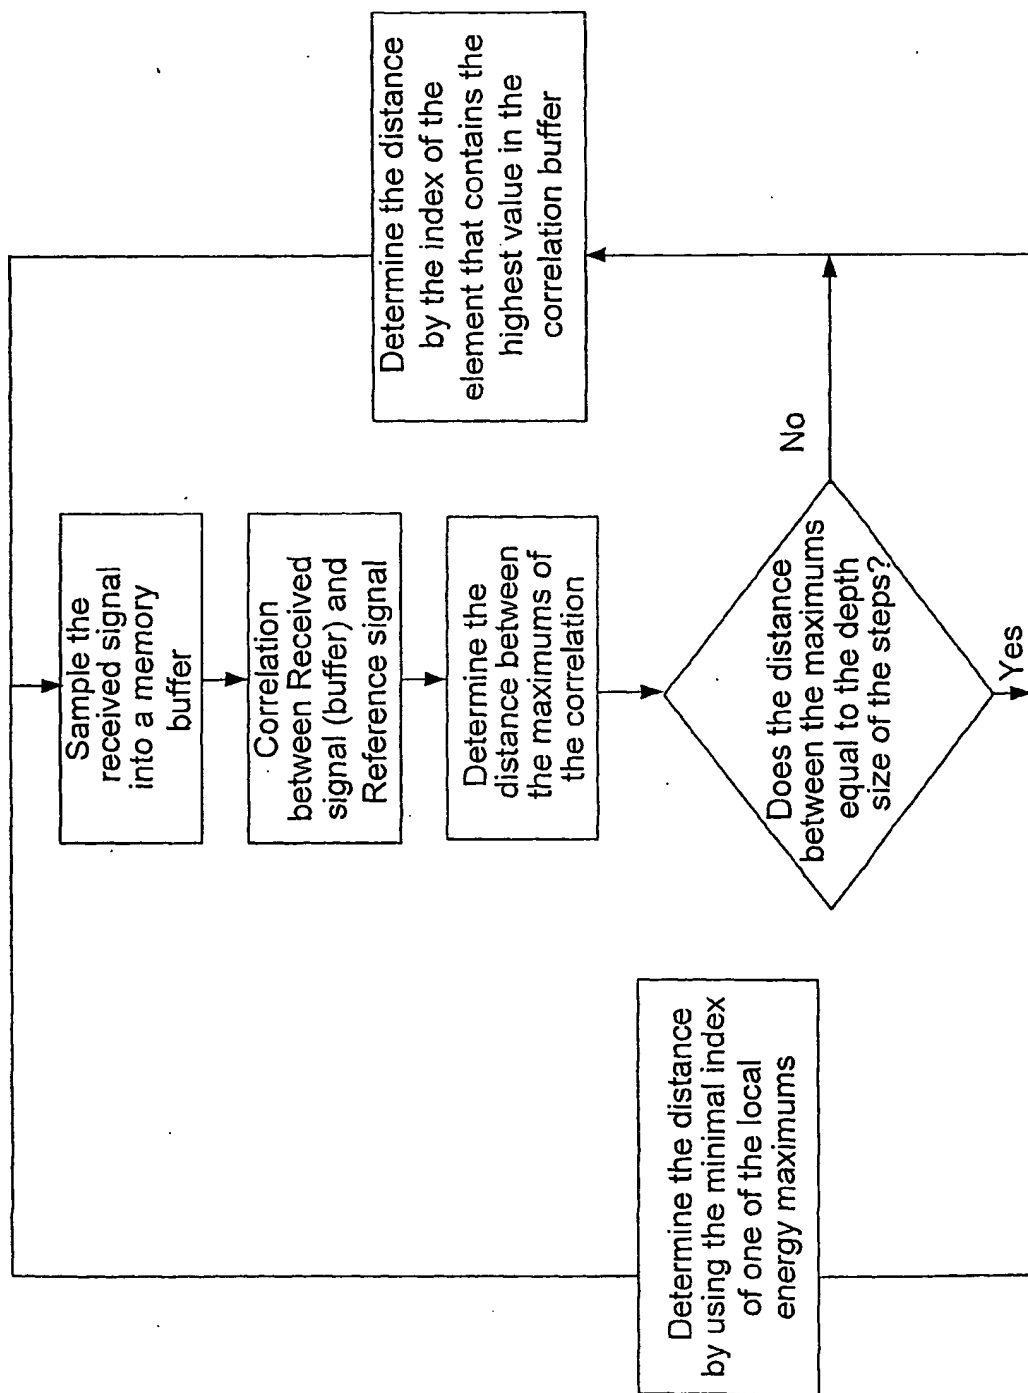 Sample the
received signal
into a memory
buffer
Correlation
between Received
signal (buffer) and
Reference signal
Determine the
distance between
the maximums of
the correlation
Does the distance
between the maximums
equal to the depth
size of the steps?
No
Yes
Determine the distance
by the index of the
element that contains the
highest value in the
correlation buffer
Determine the distance
by using the minimal index
of one of the local
energy maximums